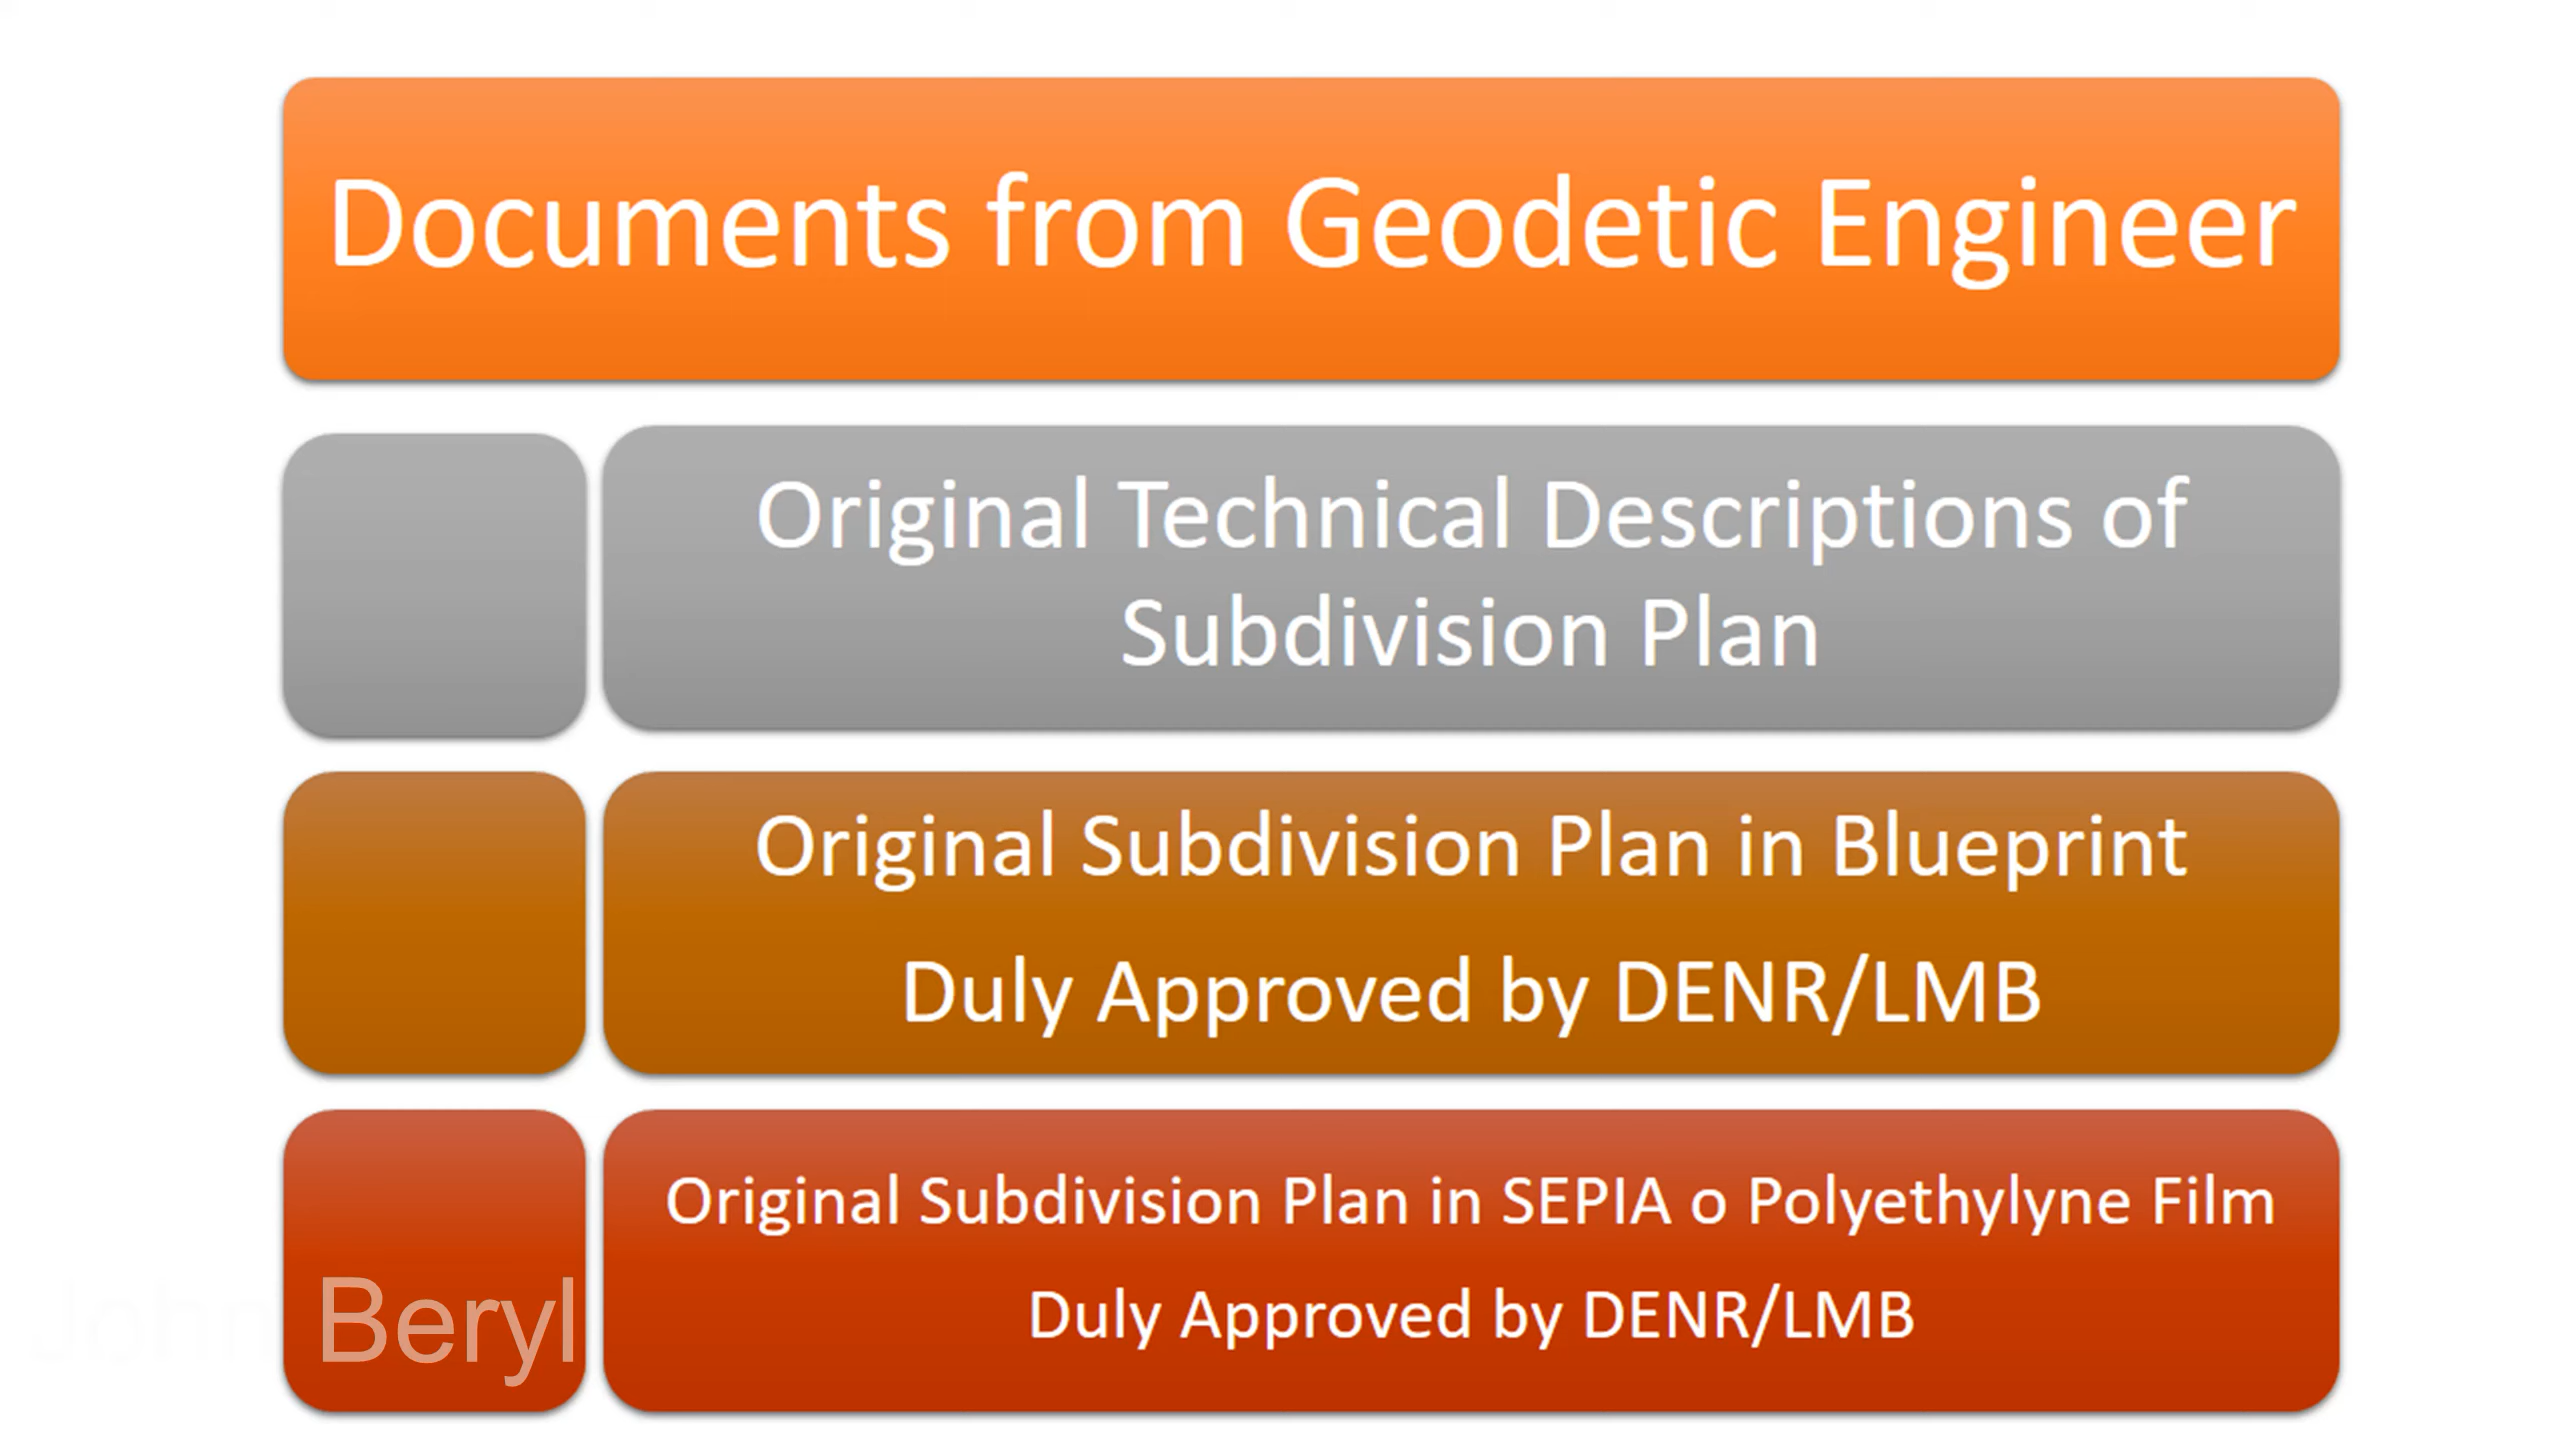 Documents from Geodetic Engineer
Original Technical Descriptions of
Subdivision Plan
Original Subdivision Plan in Blueprint
Duly Approved by DENR/LMB
Original Subdivision Plan in SEPIA o Polyethylyne Film
Duly Approved by DENR/LMB
John Beryl